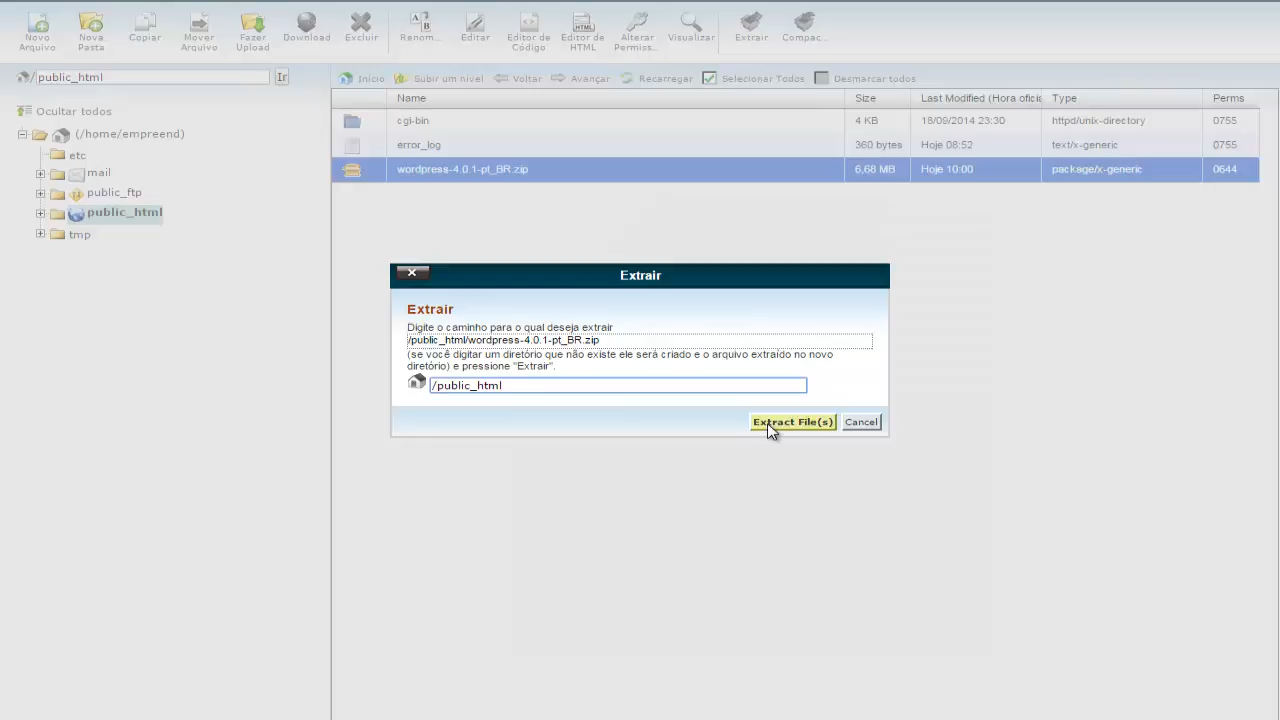 Novo Arquivo
Nova Pasta
Copiar
Mover Arquivo
Fazer Upload
Download
Excluir
Renom...
Editar
Editor de Código
Editor de HTML
Alterar Permiss...
Visualizar
Extrair
Compac...
/public_html Ir
Início Subir um nível Voltar Avançar Recarregar Selecionar Todos Desmarcar todos
Ocultar todos
(/home/empreend)
etc
mail
public_ftp
public_html
tmp
Name Size Last Modified (Hora oficia Type Perms
cgi-bin 4 KB 18/09/2014 23:30 httpd/unix-directory 0755
error_log 360 bytes Hoje 08:52 text/x-generic 0755
wordpress-4.0.1-pt_BR.zip 6,68 MB Hoje 10:00 package/x-generic 0644
Extrair
Extrair
Digite o caminho para o qual deseja extrair
/public_html/wordpress-4.0.1-pt_BR.zip
(se você digitar um diretório que não existe ele será criado e o arquivo extraído no novo
diretório) e pressione "Extrair".
/public_html
Extract File(s) Cancel